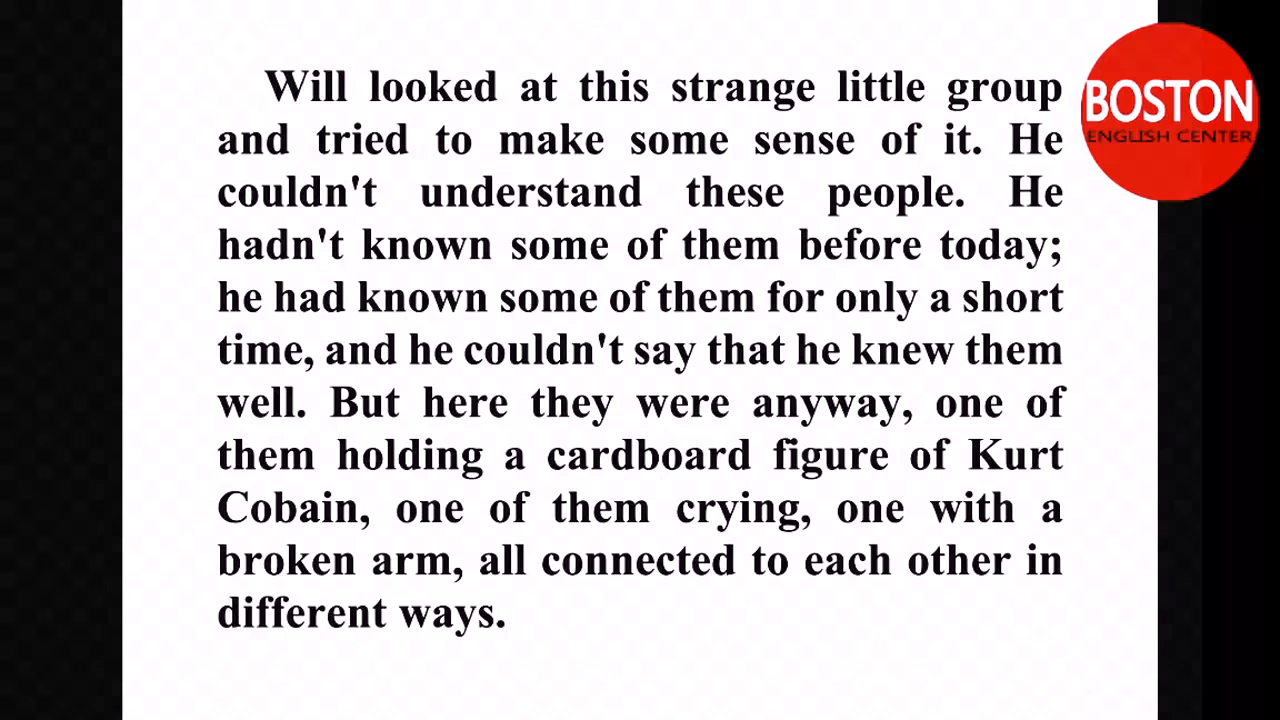 Will looked at this strange little group
and tried to make some sense of it. He
couldn't understand these people. He
hadn't known some of them before today;
he had known some of them for only a short
time, and he couldn't say that he knew them
well. But here they were anyway, one of
them holding a cardboard figure of Kurt
Cobain, one of them crying, one with a
broken arm, all connected to each other in
different ways.
BOSTON
ENGLISH CENTER